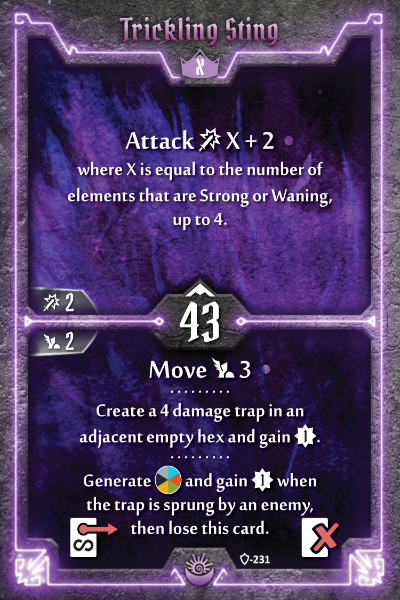 Trickling Sting
X
Attack X + 2
where X is equal to the number of
elements that are Strong or Waning,
up to 4.
2
43
2
Move 3
Create a 4 damage trap in an
adjacent empty hex and gain 1.
Generate and gain 1 when
the trap is sprung by an enemy,
then lose this card.
S
-231